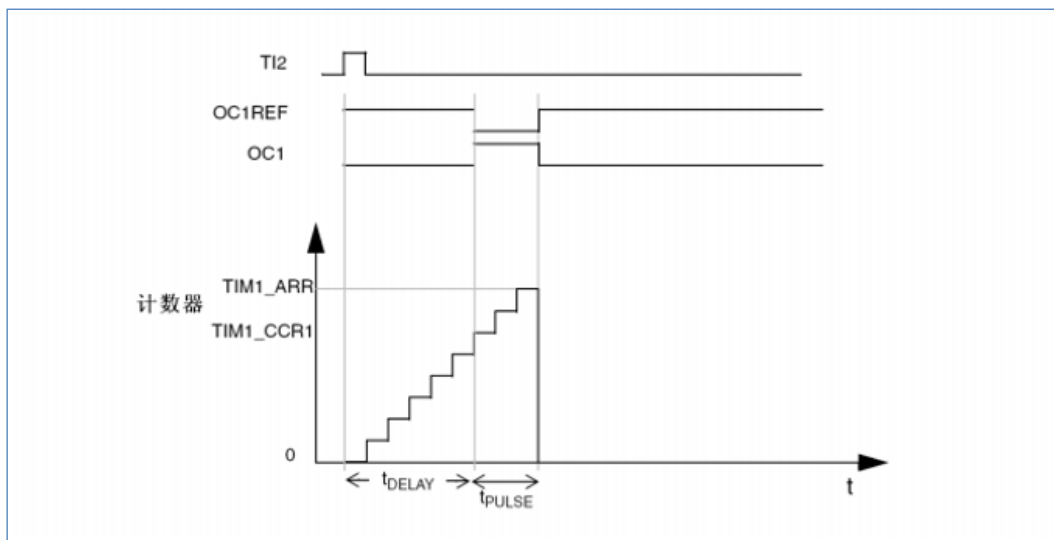 TI2
OC1REF
OC1
TIM1_ARR
计数器
TIM1_CCR1
0
tDELAY
tPULSE
t